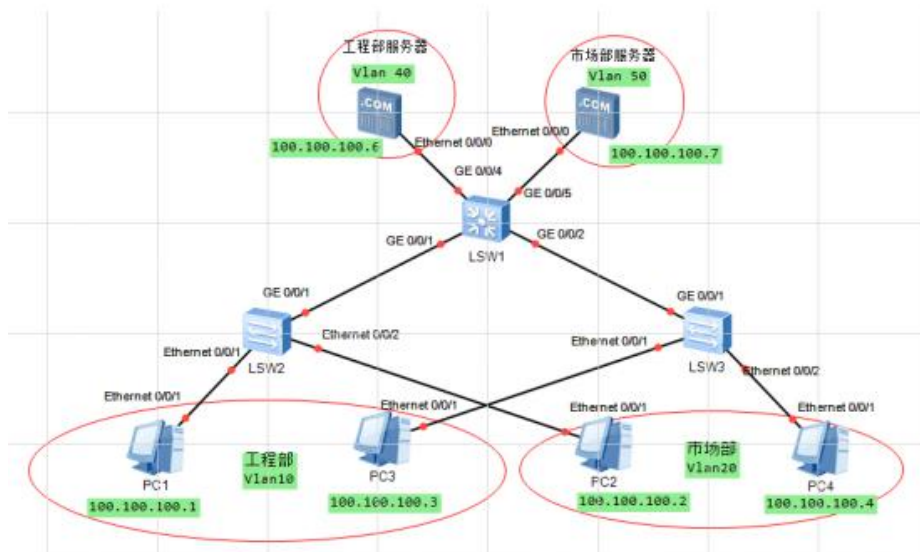 工程部服务器
Vlan 40
市场部服务器
Vlan 50
.COM
.COM
100.100.100.6
Ethernet 0/0/0
Ethernet 0/0/0
100.100.100.7
GE 0/0/4
GE 0/0/5
GE 0/0/1
GE 0/0/2
LSW1
GE 0/0/1
GE 0/0/1
Ethernet 0/0/1
Ethernet 0/0/2
Ethernet 0/0/1
Ethernet 0/0/2
LSW2
LSW3
Ethernet 0/0/1
Ethernet 0/0/1
Ethernet 0/0/1
Ethernet 0/0/1
工程部
Vlan10
市场部
Vlan20
PC1
PC3
PC2
PC4
100.100.100.1
100.100.100.3
100.100.100.2
100.100.100.4